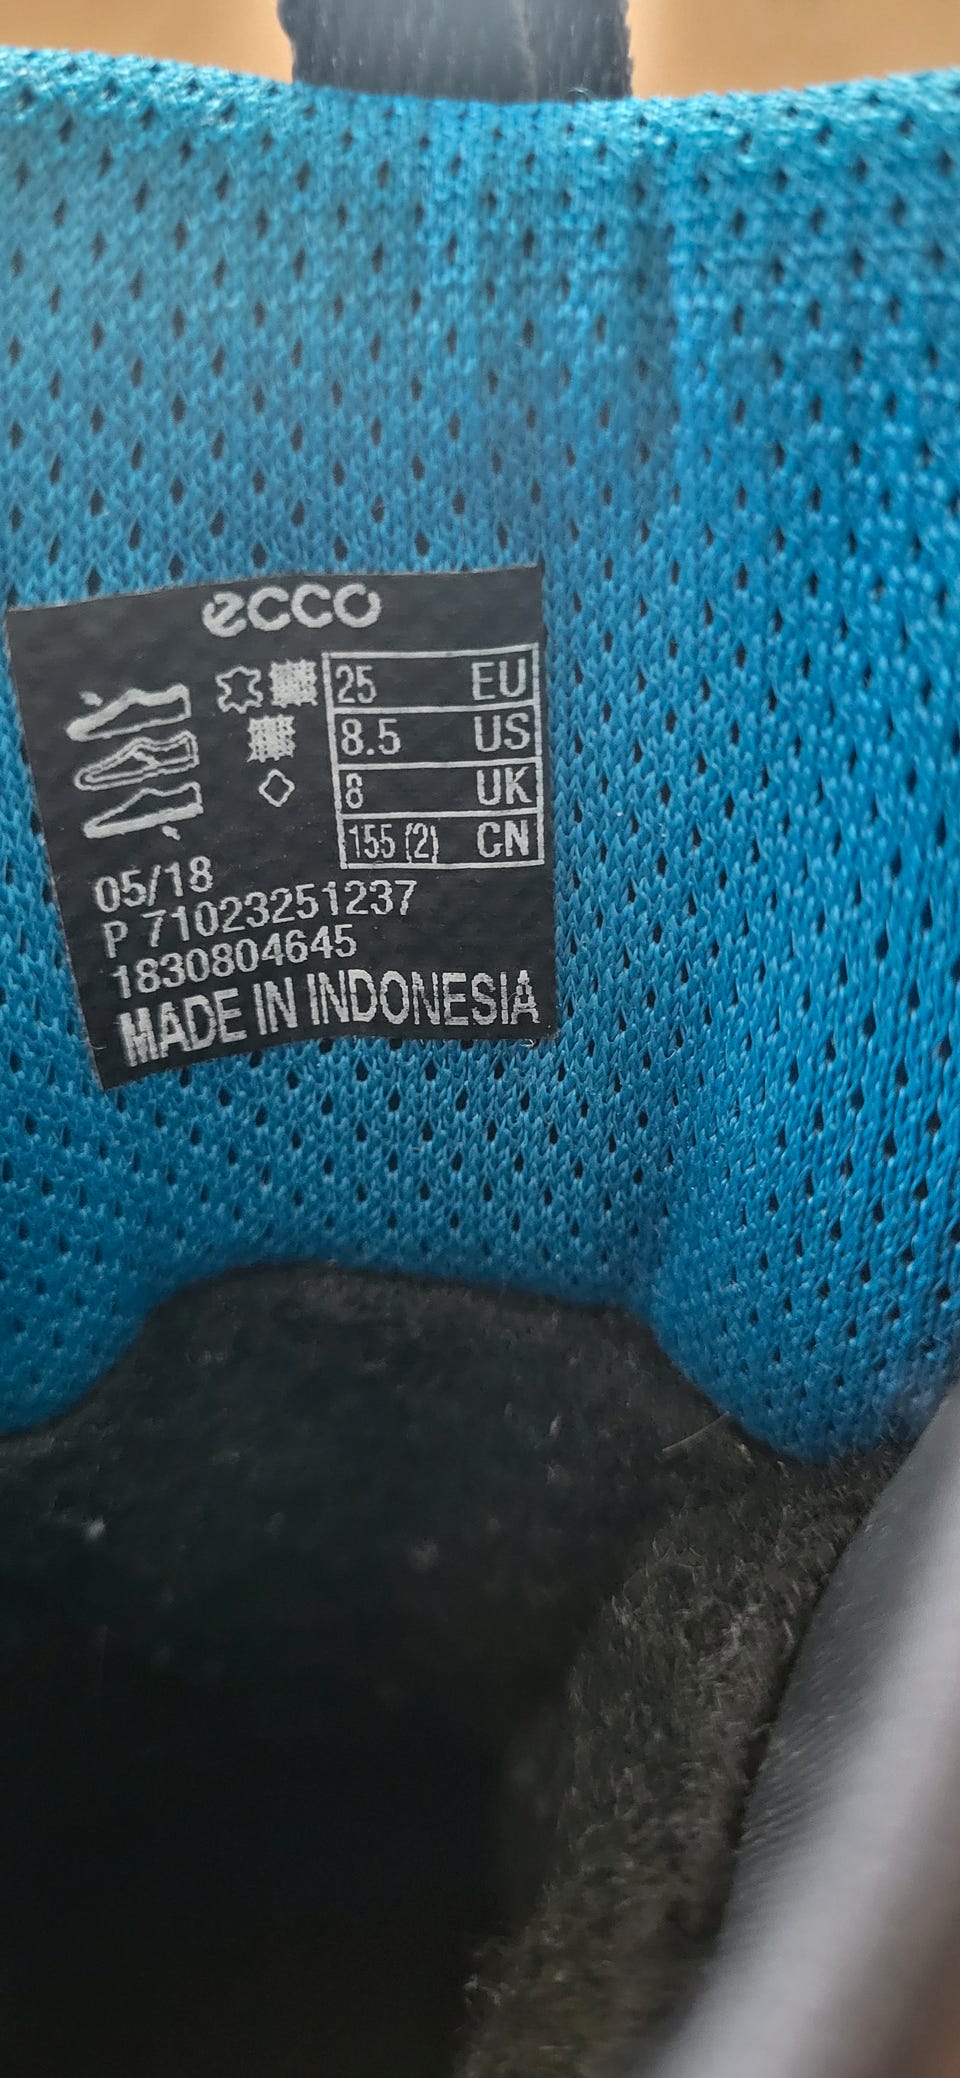 ecco
25 EU
8.5 US
8 UK
155 (2) CN
05/18
P 71023251237
1830804645
MADE IN INDONESIA